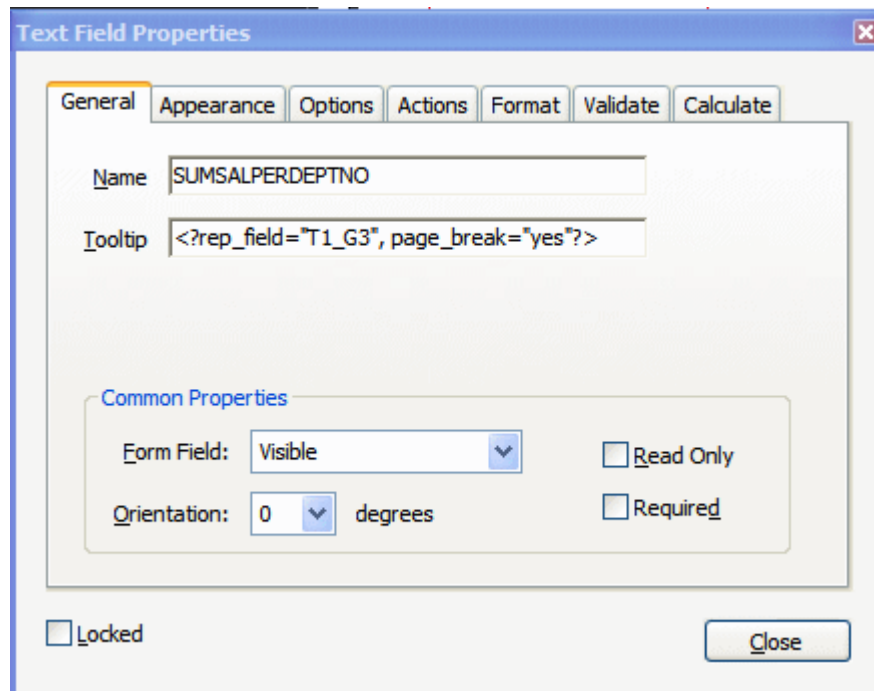 Text Field Properties
General Appearance Options Actions Format Validate Calculate
Name SUMSALPERDEPTNO
Tooltip <?rep_field="T1_G3", page_break="yes"?>
Common Properties
Form Field: Visible Read Only
Orientation: 0 degrees Required
Locked Close